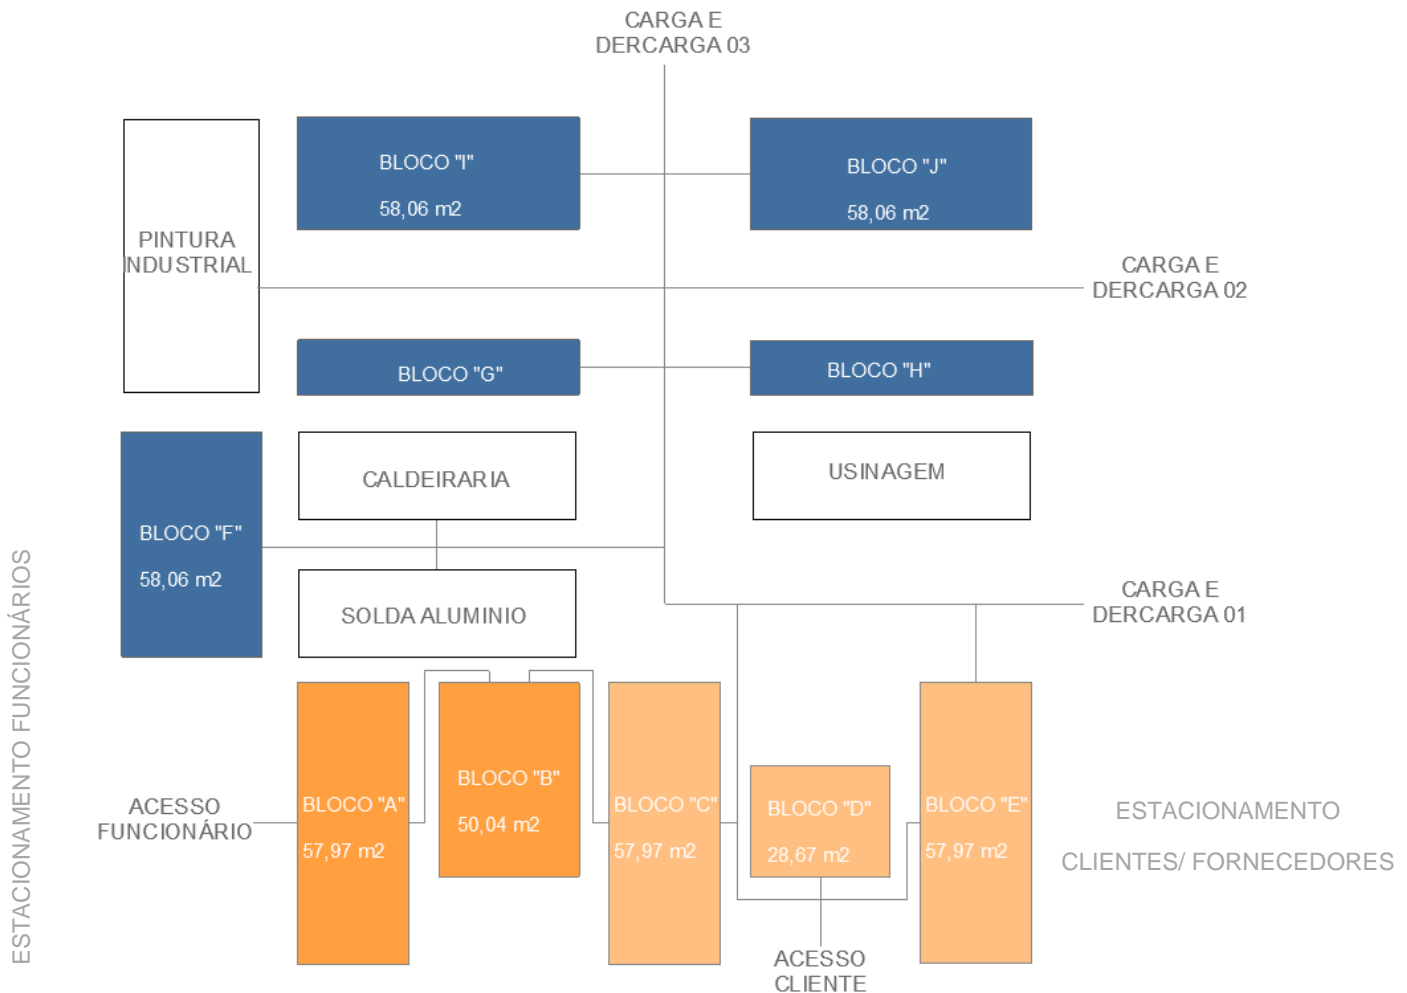 CARGA E
DERCARGA 03
BLOCO "I"
58,06 m2
BLOCO "J"
58,06 m2
PINTURA
INDUSTRIAL
CARGA E
DERCARGA 02
BLOCO "G"
BLOCO "H"
CALDEIRARIA
USINAGEM
BLOCO "F"
58,06 m2
SOLDA ALUMINIO
CARGA E
DERCARGA 01
ESTACIONAMENTO FUNCIONÁRIOS
ACESSO
FUNCIONÁRIO
BLOCO "A"
57,97 m2
BLOCO "B"
50,04 m2
BLOCO "C"
57,97 m2
BLOCO "D"
28,67 m2
BLOCO "E"
57,97 m2
ESTACIONAMENTO
CLIENTES/ FORNECEDORES
ACESSO
CLIENTE